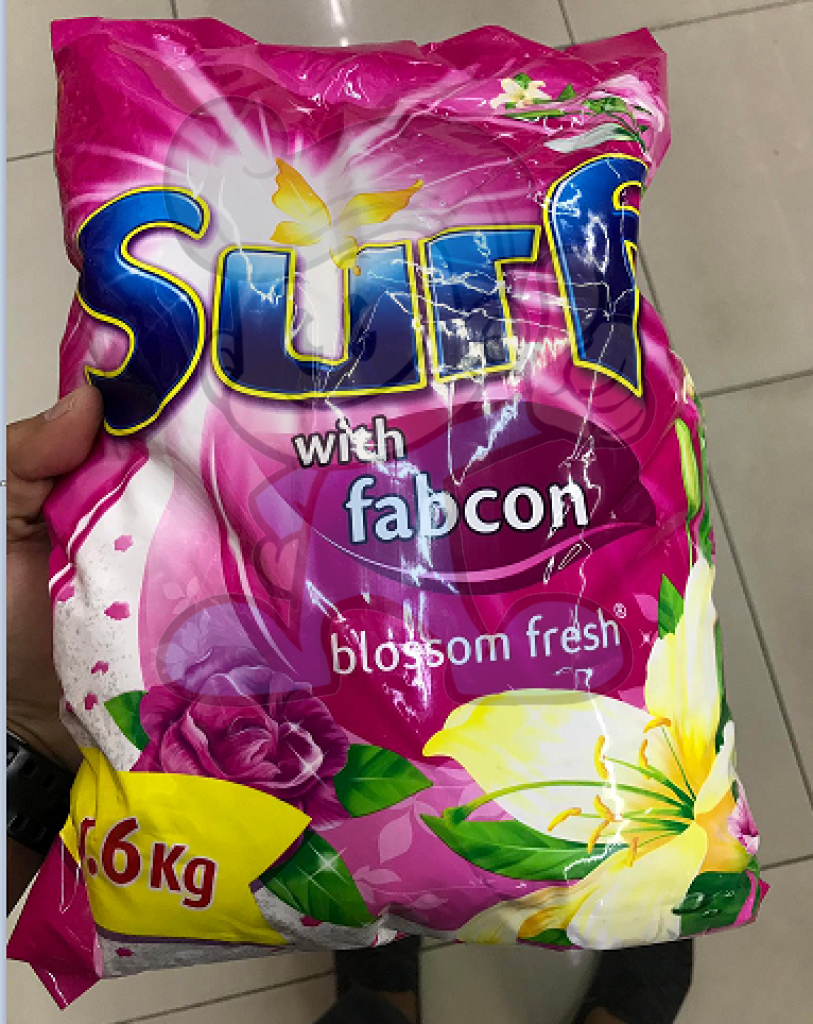 Surf
with
fabcon
blossom fresh®
.6 Kg